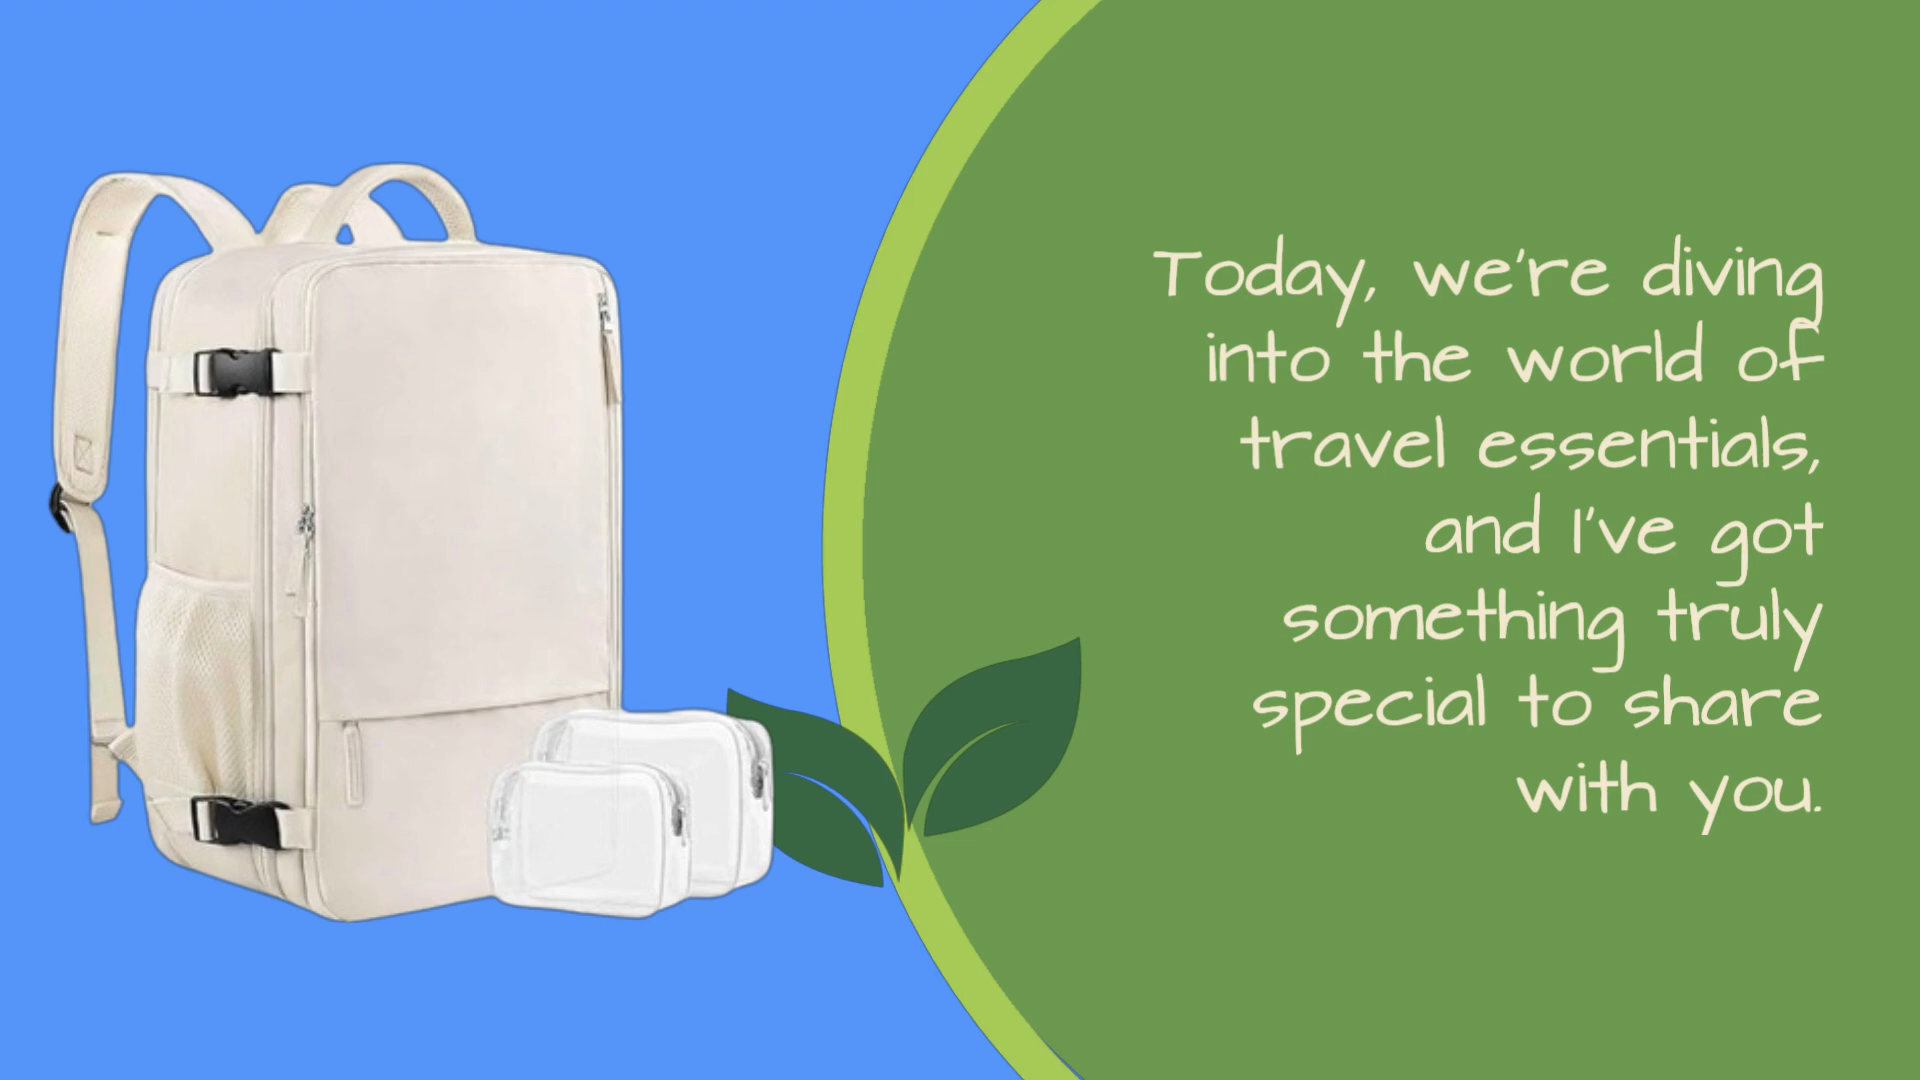 Today, we're diving
into the world of
travel essentials,
and I've got
something truly
special to share
with you.